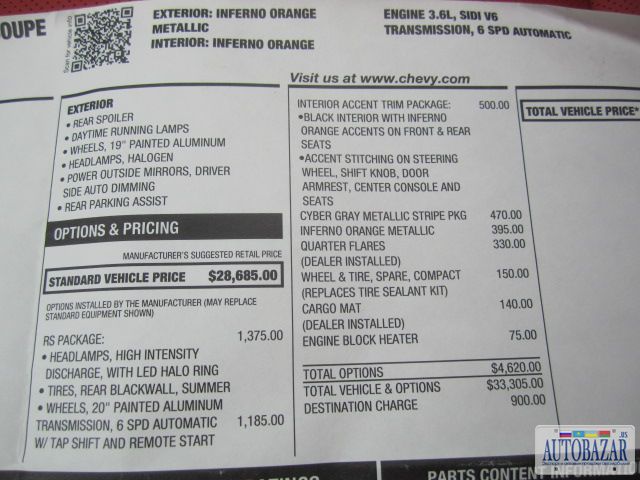 OUPE
Scan for vehicle info
EXTERIOR: INFERNO ORANGE
METALLIC
INTERIOR: INFERNO ORANGE
ENGINE 3.6L, SIDI V6
TRANSMISSION, 6 SPD AUTOMATIC
Visit us at www.chevy.com
EXTERIOR
• REAR SPOILER
• DAYTIME RUNNING LAMPS
• WHEELS, 19" PAINTED ALUMINUM
• HEADLAMPS, HALOGEN
• POWER OUTSIDE MIRRORS, DRIVER
SIDE AUTO DIMMING
• REAR PARKING ASSIST
OPTIONS & PRICING
MANUFACTURER'S SUGGESTED RETAIL PRICE
STANDARD VEHICLE PRICE $28,685.00
OPTIONS INSTALLED BY THE MANUFACTURER (MAY REPLACE
STANDARD EQUIPMENT SHOWN)
RS PACKAGE: 1,375.00
• HEADLAMPS, HIGH INTENSITY
DISCHARGE, WITH LED HALO RING
• TIRES, REAR BLACKWALL, SUMMER
• WHEELS, 20" PAINTED ALUMINUM
TRANSMISSION, 6 SPD AUTOMATIC 1,185.00
W/ TAP SHIFT AND REMOTE START
INTERIOR ACCENT TRIM PACKAGE: 500.00
•BLACK INTERIOR WITH INFERNO
ORANGE ACCENTS ON FRONT & REAR
SEATS
•ACCENT STITCHING ON STEERING
WHEEL, SHIFT KNOB, DOOR
ARMREST, CENTER CONSOLE AND
SEATS
CYBER GRAY METALLIC STRIPE PKG 470.00
INFERNO ORANGE METALLIC 395.00
QUARTER FLARES 330.00
(DEALER INSTALLED)
WHEEL & TIRE, SPARE, COMPACT 150.00
(REPLACES TIRE SEALANT KIT)
CARGO MAT 140.00
(DEALER INSTALLED)
ENGINE BLOCK HEATER 75.00
TOTAL OPTIONS $4,620.00
TOTAL VEHICLE & OPTIONS $33,305.00
DESTINATION CHARGE 900.00
TOTAL VEHICLE PRICE*
PARTS CONTENT INFORMATIO
AUTOBAZAR
.US